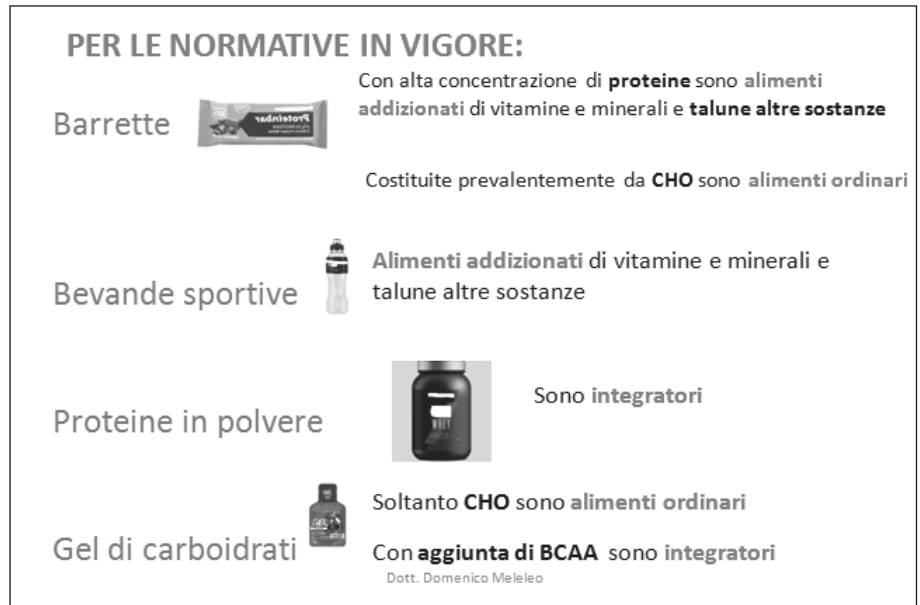 PER LE NORMATIVE IN VIGORE:
Barrette
Proteinbar
Con alta concentrazione di proteine sono alimenti
addizionati di vitamine e minerali e talune altre sostanze
Costituite prevalentemente da CHO sono alimenti ordinari
Bevande sportive
Alimenti addizionati di vitamine e minerali e
talune altre sostanze
Proteine in polvere
WHEY
Sono integratori
Gel di carboidrati
GEL
Soltanto CHO sono alimenti ordinari
Con aggiunta di BCAA sono integratori
Dott. Domenico Meleleo